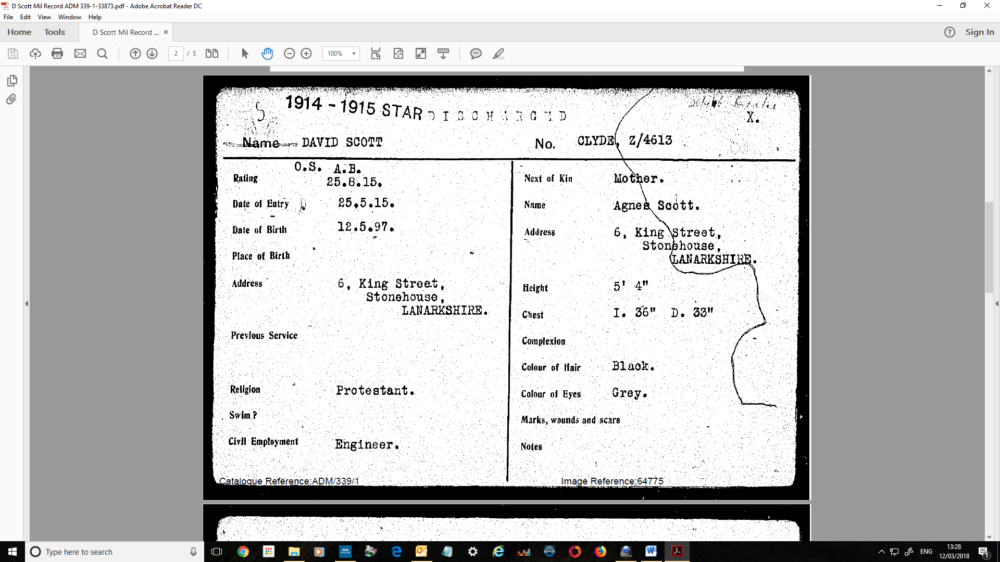 D Scott Mil Record ADM 339-1-33873.pdf - Adobe Acrobat Reader DC
File Edit View Window Help
Home Tools D Scott Mil Record ... × Sign In
2 / 5 100%
1914 - 1915 STAR DISCHARGED
X.
Name DAVID SCOTT No. CLYDE, Z/4613
O.S. A.B.
Rating 25.8.15.
Date of Entry 25.5.15.
Date of Birth 12.5.97.
Place of Birth
Address 6, King Street,
Stonehouse,
LANARKSHIRE.
Previous Service
Religion Protestant.
Swim?
Civil Employment Engineer.
Next of Kin Mother.
Name Agnes Scott.
Address 6, King Street,
Stonehouse,
LANARKSHIRE.
Height 5' 4"
Chest I. 36" D. 33"
Complexion
Colour of Hair Black.
Colour of Eyes Grey.
Marks, wounds and scars
Notes
Catalogue Reference:ADM/339/1 Image Reference:64775
Type here to search
BBC WEATHER
SONOS
ENG
13:28
12/03/2018
1